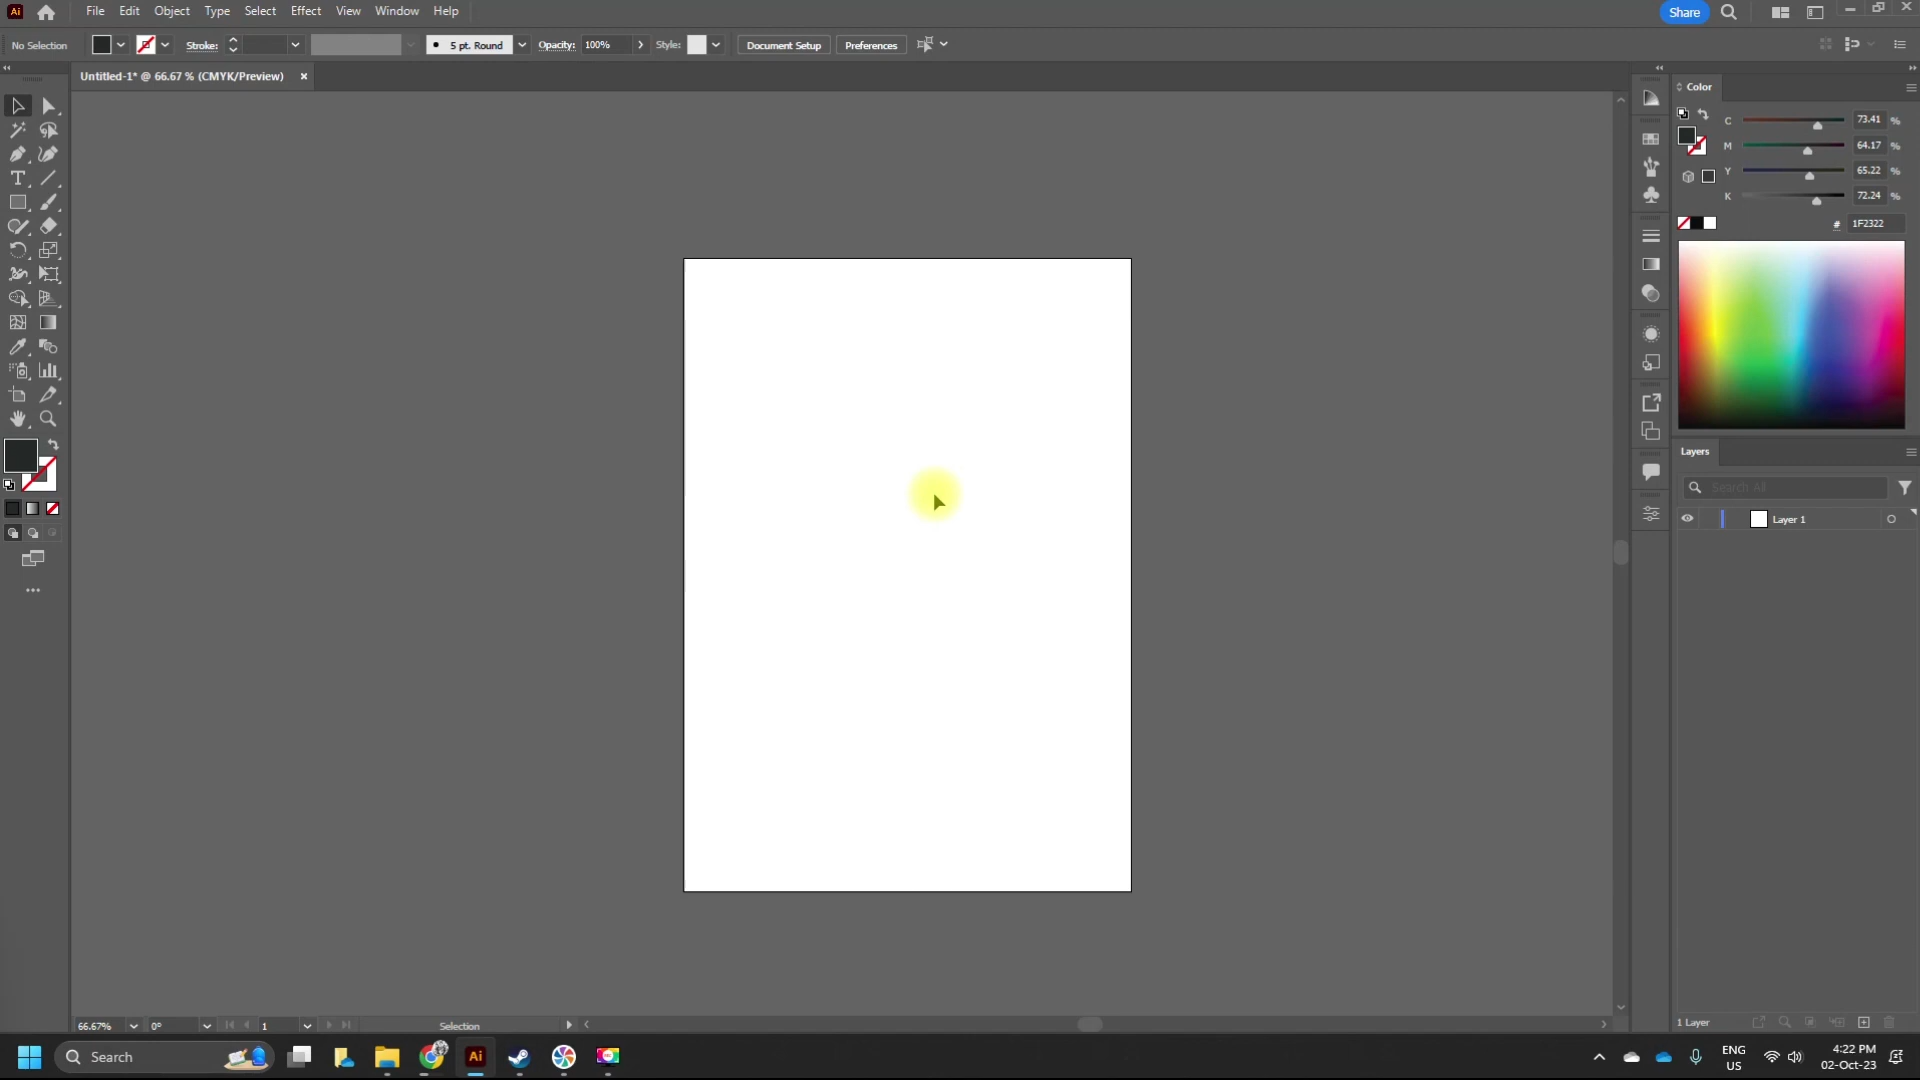 Ai File Edit Object Type Select Effect View Window Help Share
No Selection Stroke: 5 pt. Round Opacity: 100% Style: Document Setup Preferences
Untitled-1* @ 66.67 % (CMYK/Preview) ×
Color
C 73.41 %
M 64.17 %
Y 65.22 %
K 72.24 %
# 1F2322
Layers
Search All
Layer 1
66.67% 0° 1 Selection
1 Layer
Search Ai
ENG
US
4:22 PM
02-Oct-23